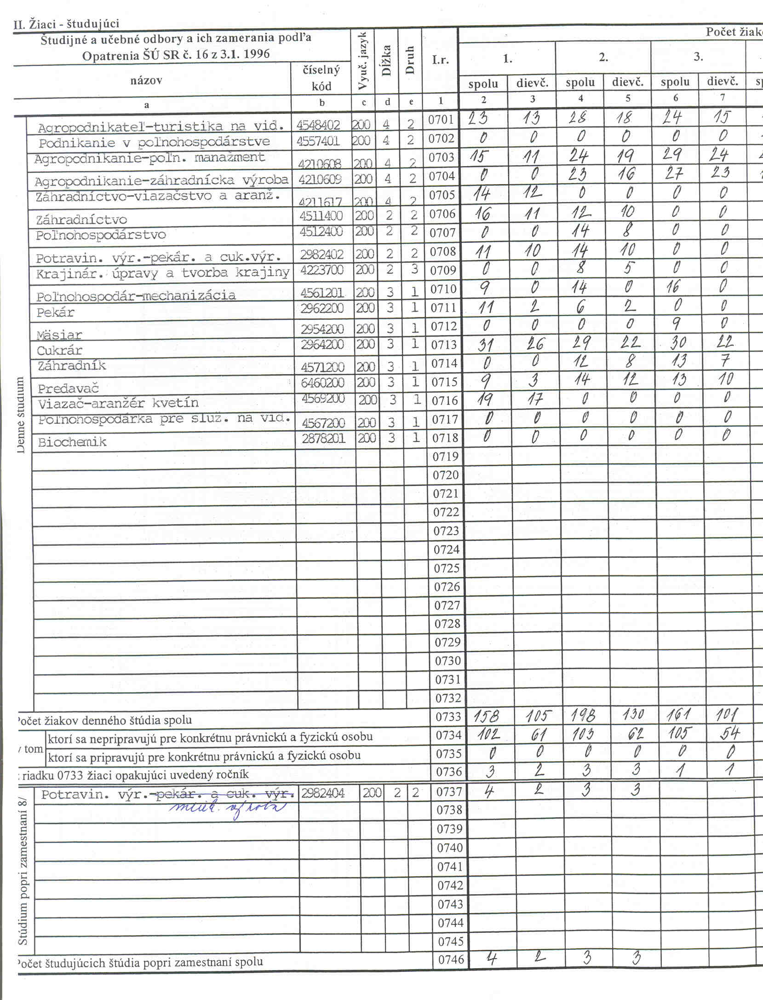 II. Žiaci - študujúci
Študijné a učebné odbory a ich zamerania podľa
Opatrenia ŠÚ SR č. 16 z 3.1. 1996
Vyuč. jazyk Dĺžka Druh I.r. Počet žiak
1. 2. 3.
názov číselný kód
spolu dievč. spolu dievč. spolu dievč.
a b c d e 1 2 3 4 5 6 7
Denne studium
Agropodnikateľ-turistika na vid. 4548402 200 4 2 0701 23 13 28 18 24 15
Podnikanie v poľnohospodárstve 4557401 200 4 2 0702 0 0 0 0 0 0
Agropodnikanie-poľn. manažment 4210608 200 4 2 0703 15 11 24 19 29 24
Agropodnikanie-záhradnícka výroba 4210609 200 4 2 0704 0 0 23 16 27 23
Záhradníctvo-viazačstvo a aranž. 4211617 200 4 2 0705 14 12 0 0 0 0
Záhradníctvo 4511400 200 2 2 0706 16 11 12 10 0 0
Poľnohospodárstvo 4512400 200 2 2 0707 0 0 14 8 0 0
Potravin. výr.-pekár. a cuk.výr. 2982402 200 2 2 0708 11 10 14 10 0 0
Krajinár. úpravy a tvorba krajiny 4223700 200 2 3 0709 0 0 8 5 0 0
Poľnohospodár-mechanizácia 4561201 200 3 1 0710 9 0 14 0 16 0
Pekár 2962200 200 3 1 0711 11 2 6 2 0 0
Mäsiar 2954200 200 3 1 0712 0 0 0 0 9 0
Cukrár 2964200 200 3 1 0713 31 26 29 22 30 22
Záhradník 4571200 200 3 1 0714 0 0 12 8 13 7
Predavač 6460200 200 3 1 0715 9 3 14 12 13 10
Viazač-aranžér kvetín 4569200 200 3 1 0716 19 17 0 0 0 0
Poľnohospodárka pre služ. na vid. 4567200 200 3 1 0717 0 0 0 0 0 0
Biochemik 2878201 200 3 1 0718 0 0 0 0 0 0
0719
0720
0721
0722
0723
0724
0725
0726
0727
0728
0729
0730
0731
0732
Počet žiakov denného štúdia spolu 0733 158 105 198 130 161 101
v tom
ktorí sa nepripravujú pre konkrétnu právnickú a fyzickú osobu 0734 102 61 103 62 105 54
ktorí sa pripravujú pre konkrétnu právnickú a fyzickú osobu 0735 0 0 0 0 0 0
z riadku 0733 žiaci opakujúci uvedený ročník 0736 3 2 3 3 1 1
Stúdium popri zamestnaní 8/
Potravin. výr.-pekár. a cuk. výr. 2982404 200 2 2 0737 4 2 3 3
0738
0739
0740
0741
0742
0743
0744
0745
Počet študujúcich štúdia popri zamestnaní spolu 0746 4 2 3 3